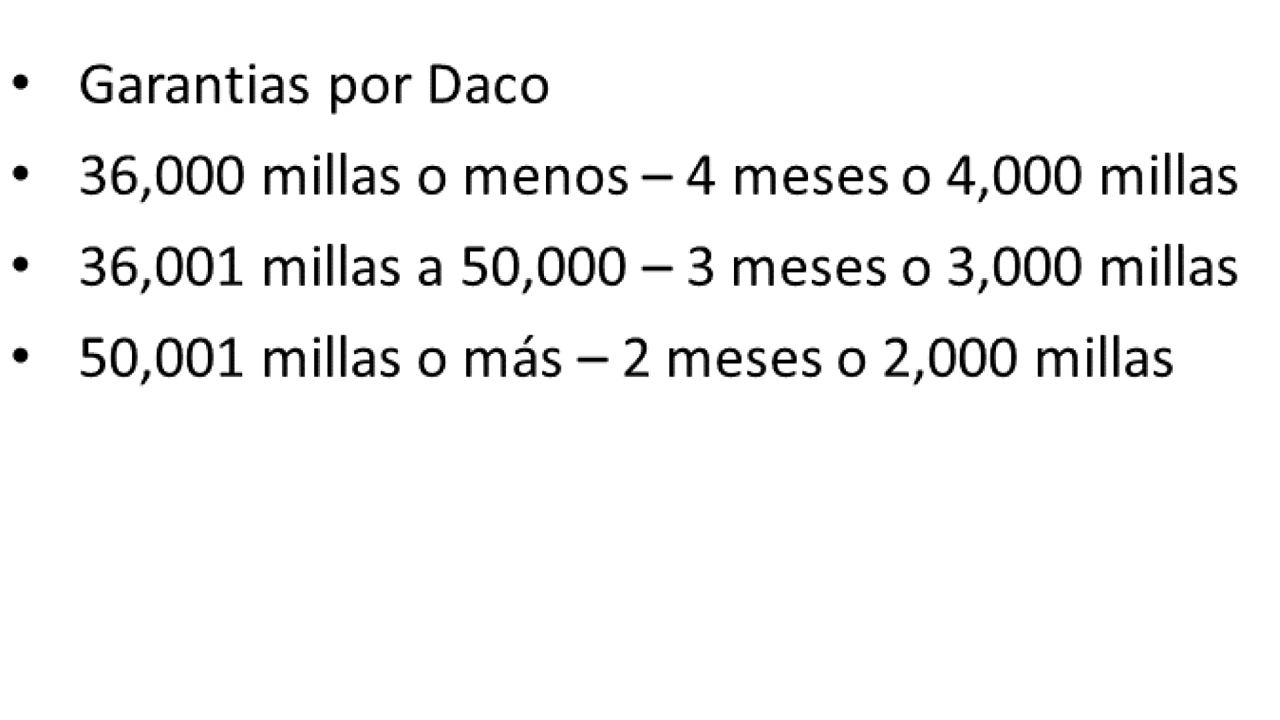 • Garantias por Daco
• 36,000 millas o menos – 4 meses o 4,000 millas
• 36,001 millas a 50,000 – 3 meses o 3,000 millas
• 50,001 millas o más – 2 meses o 2,000 millas